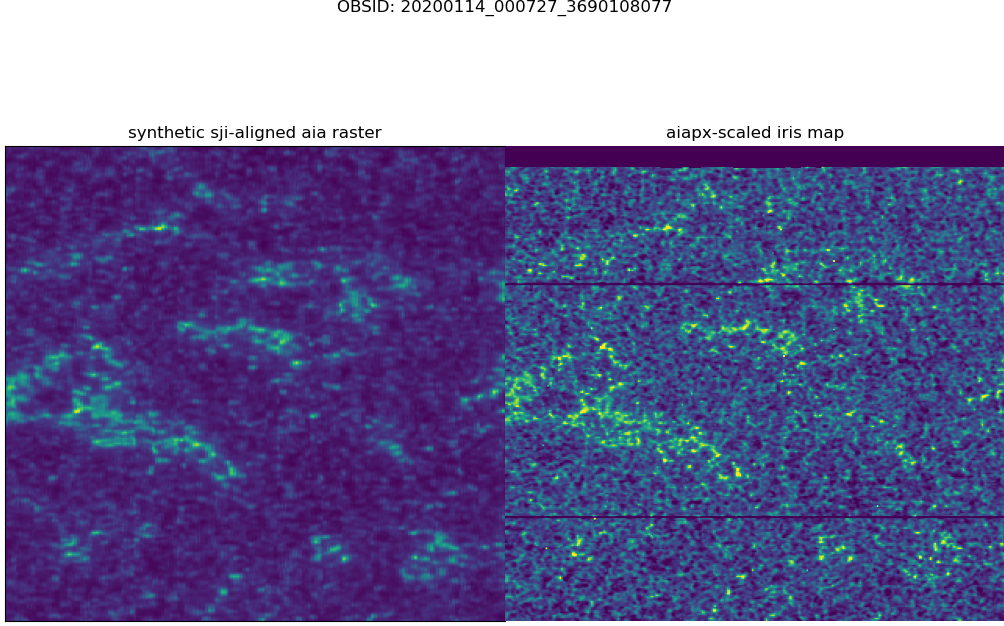 OBSID: 20200114_000727_3690108077
synthetic sji-aligned aia raster
aiapx-scaled iris map